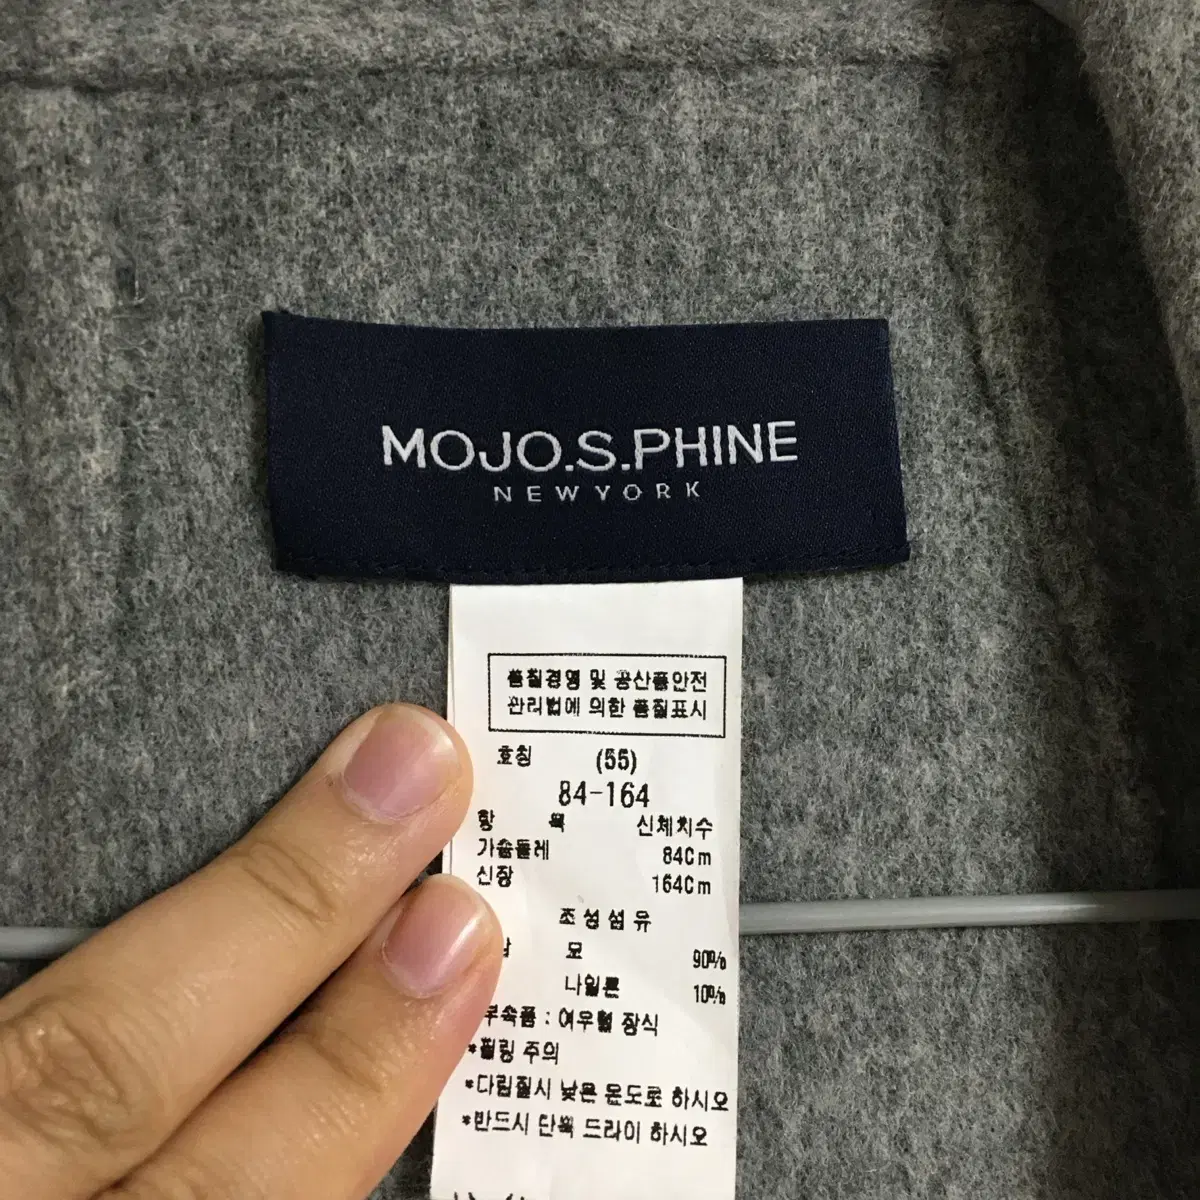 MOJO.S.PHINE
NEW YORK
품질경영 및 공산품안전
관리법에 의한 품질표시
호칭 (55)
84-164
항 목 신체치수
가슴둘레 84Cm
신장 164Cm
조성섬유
모 90%
나일론 10%
부속품 : 여우털 장식
*필링 주의
*다림질시 낮은 온도로 하시오
*반드시 단독 드라이 하시오